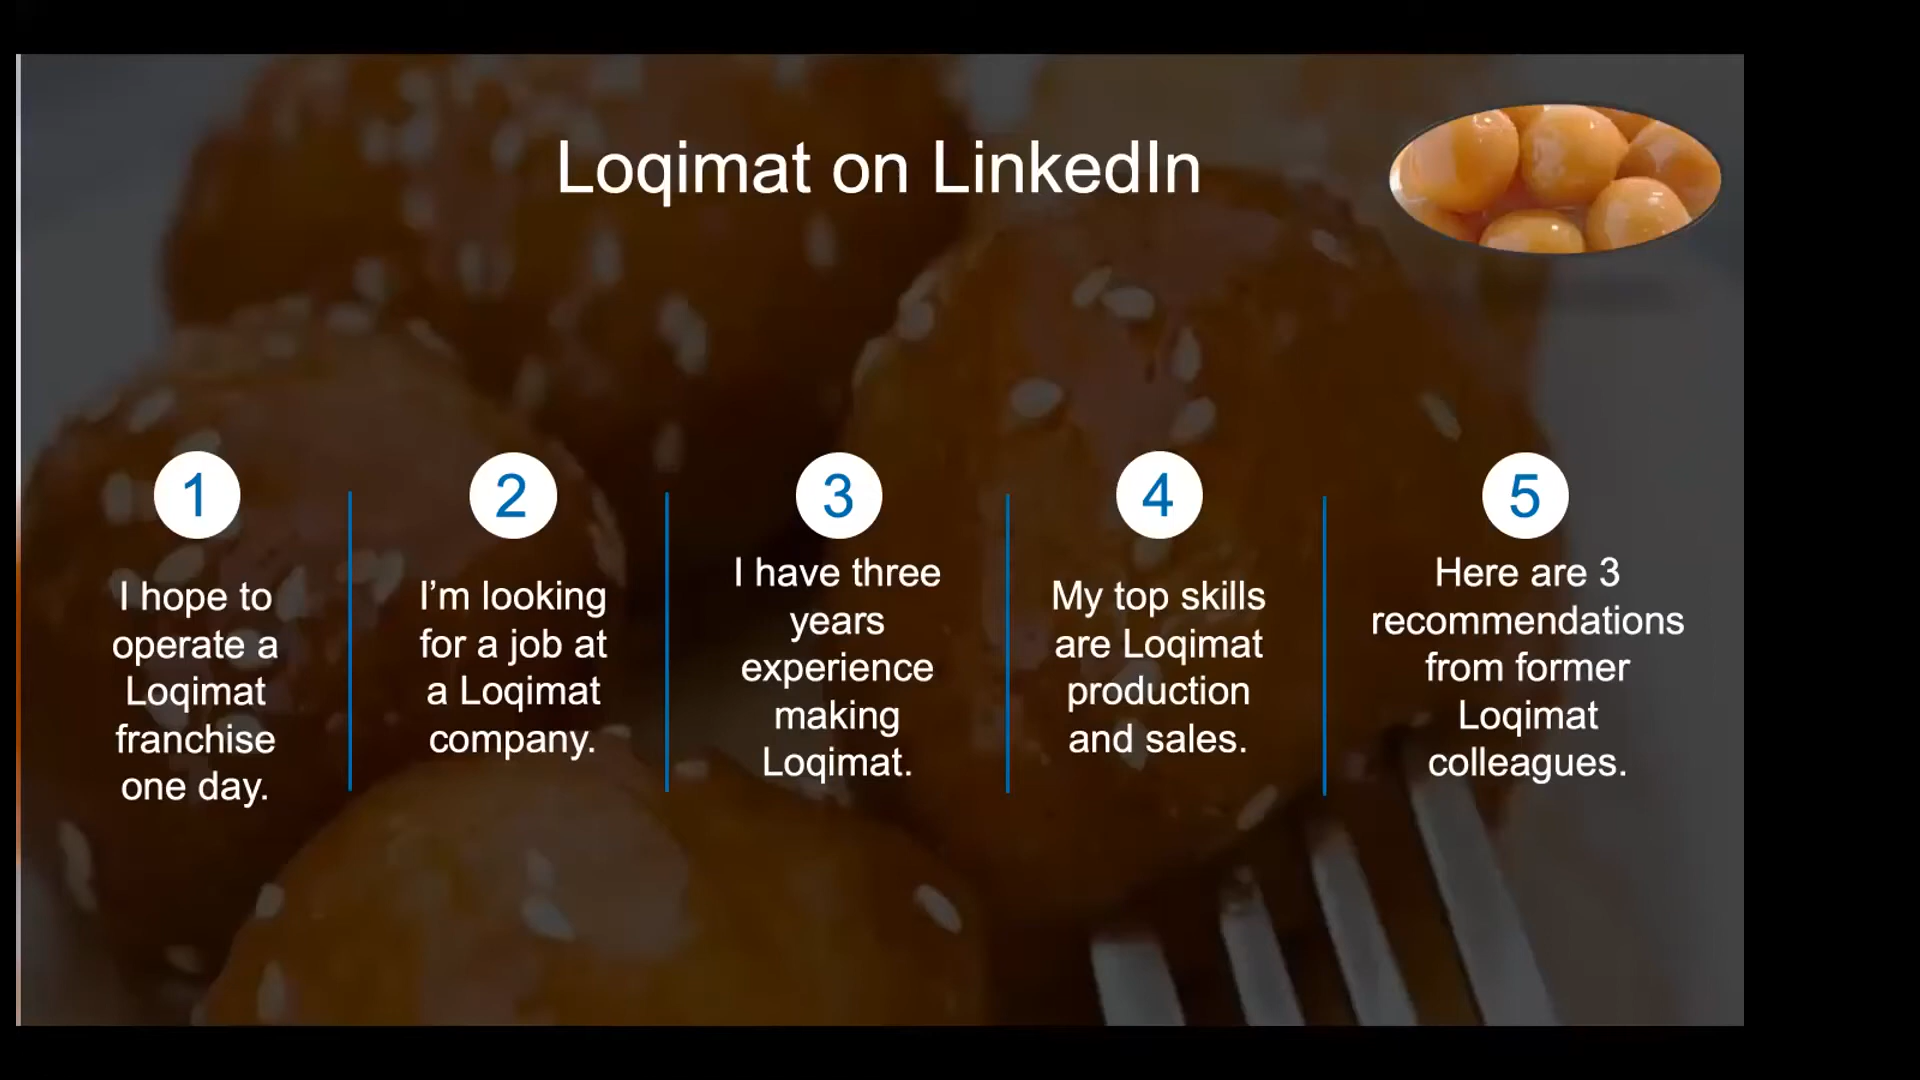 Loqimat on LinkedIn
1
I hope to
operate a
Loqimat
franchise
one day.
2
I’m looking
for a job at
a Loqimat
company.
3
I have three
years
experience
making
Loqimat.
4
My top skills
are Loqimat
production
and sales.
5
Here are 3
recommendations
from former
Loqimat
colleagues.